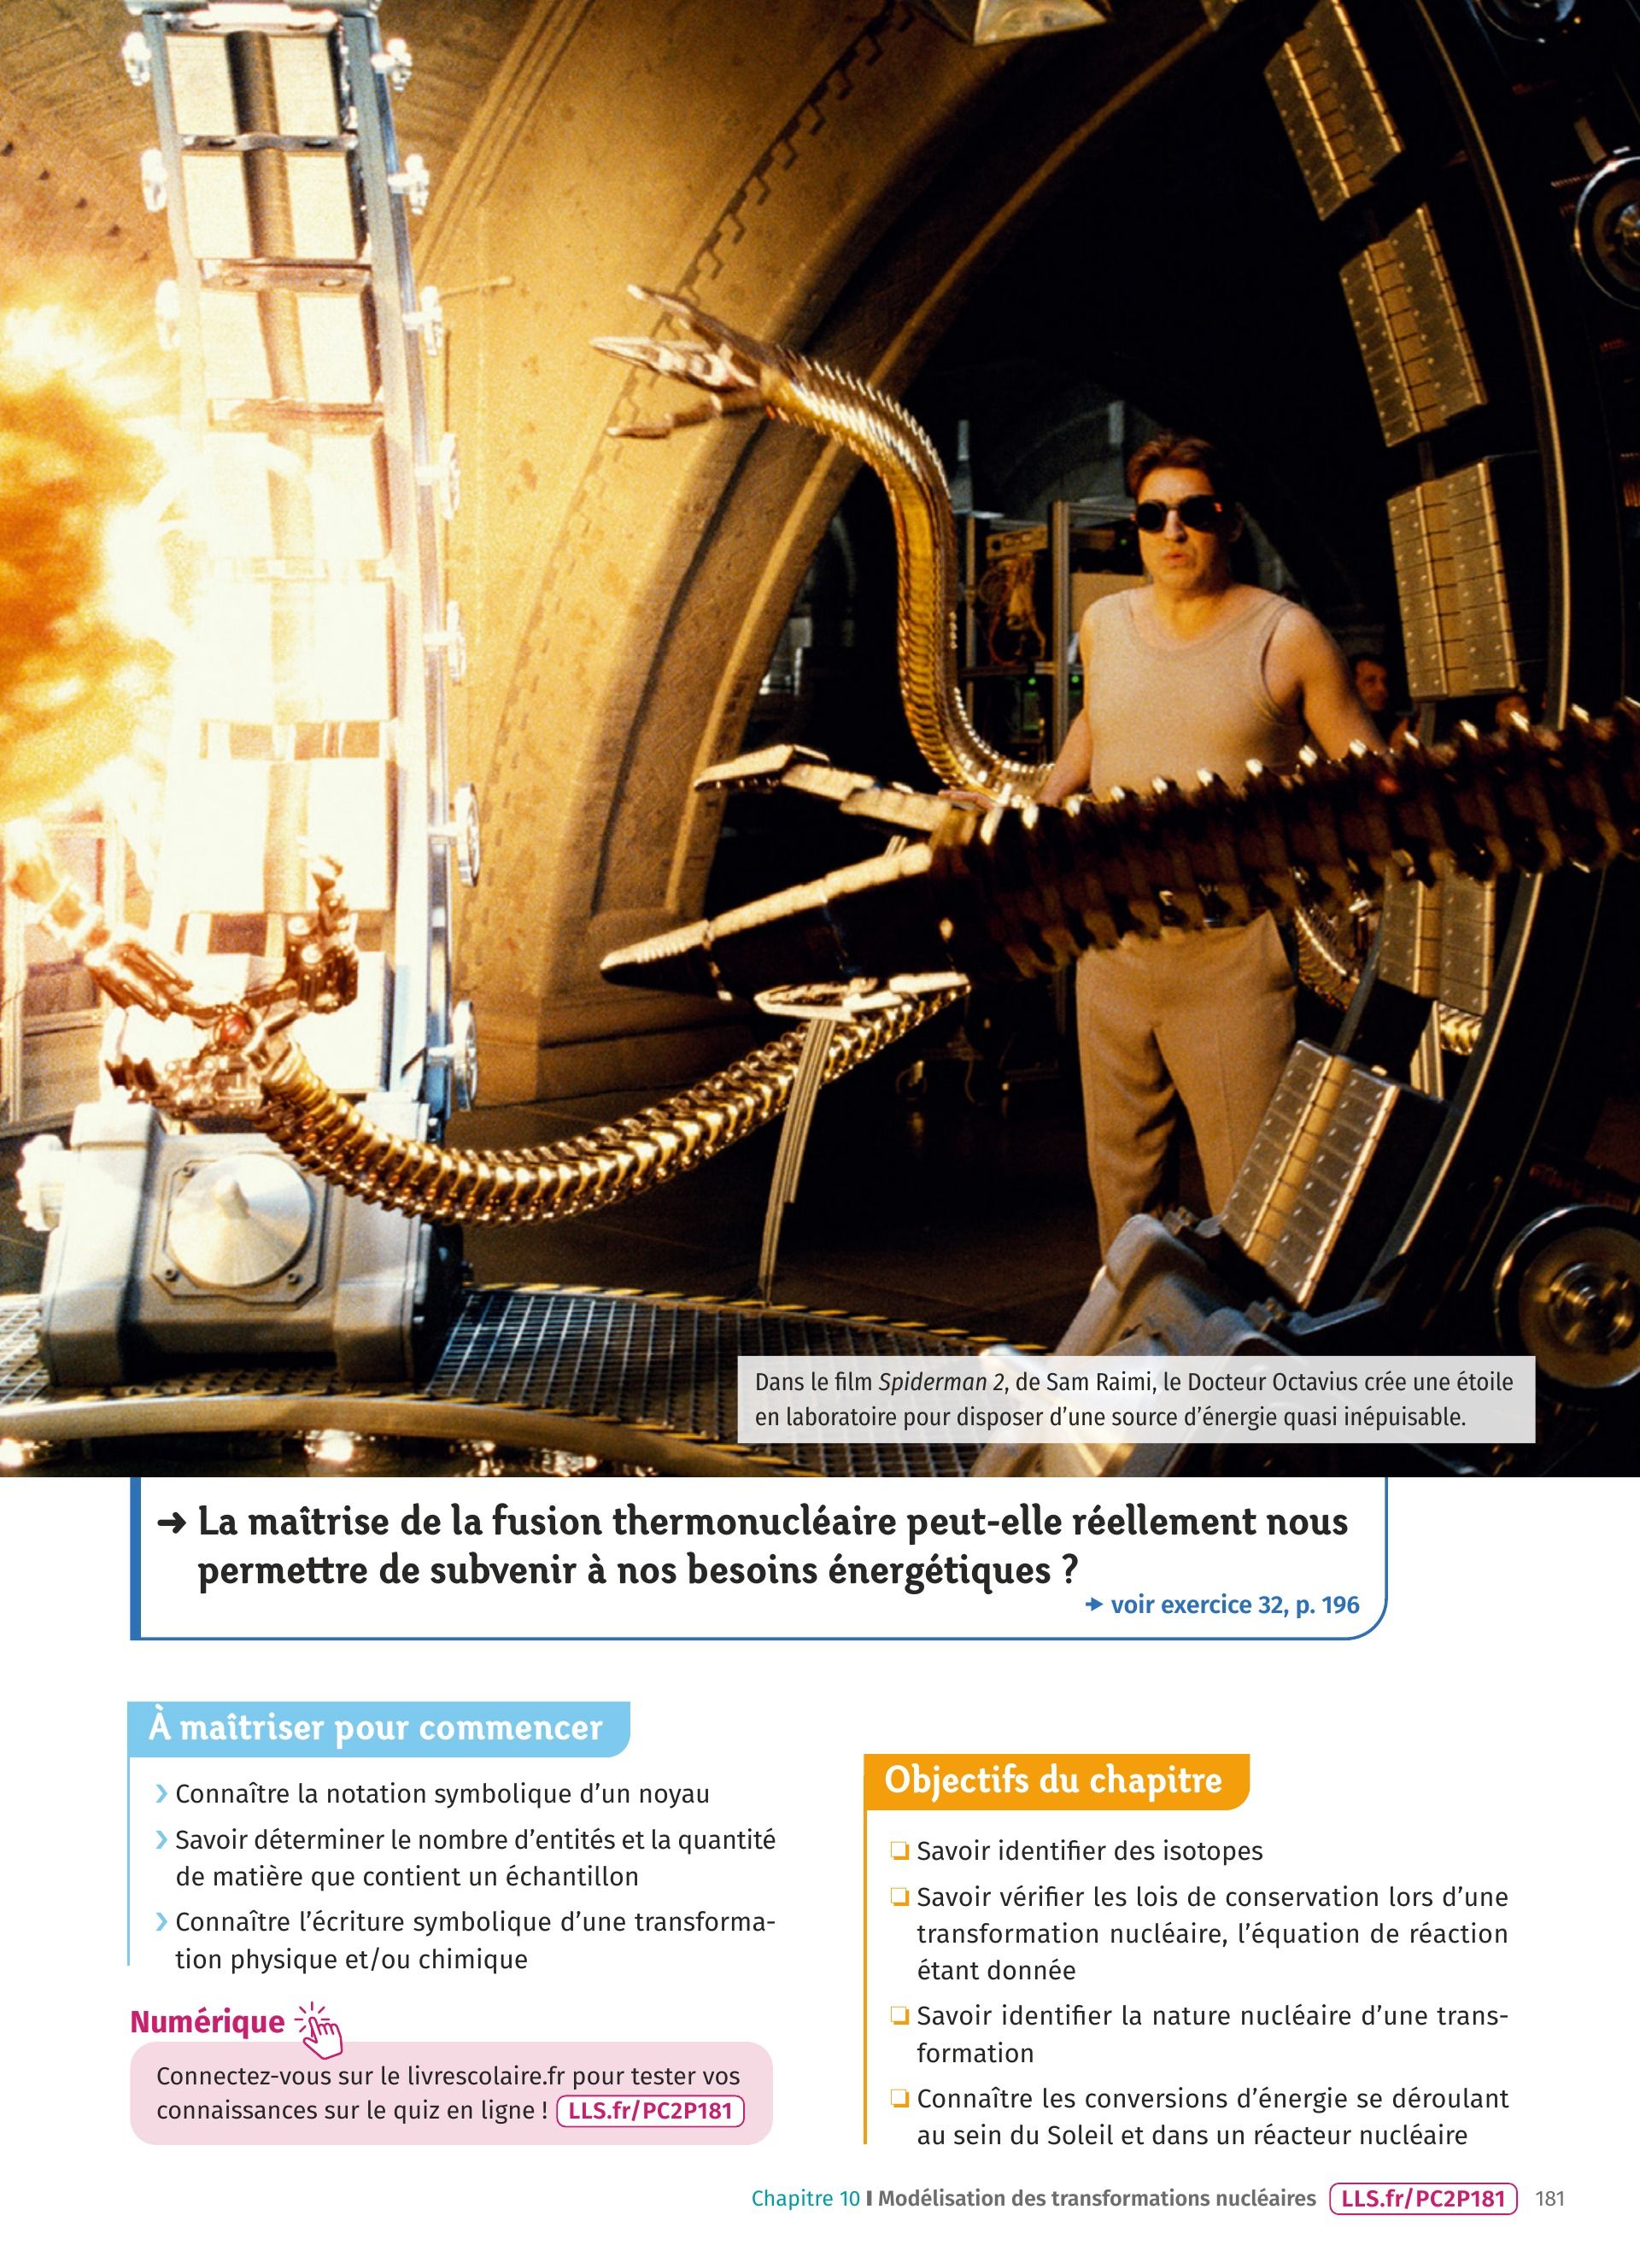 Dans le film Spiderman 2, de Sam Raimi, le Docteur Octavius crée une étoile
en laboratoire pour disposer d’une source d’énergie quasi inépuisable.
➜ La maîtrise de la fusion thermonucléaire peut-elle réellement nous
permettre de subvenir à nos besoins énergétiques ?
➜ voir exercice 32, p. 196
À maîtriser pour commencer
› Connaître la notation symbolique d’un noyau
› Savoir déterminer le nombre d’entités et la quantité
de matière que contient un échantillon
› Connaître l’écriture symbolique d’une transforma-
tion physique et/ou chimique
Numérique
Connectez-vous sur le livrescolaire.fr pour tester vos
connaissances sur le quiz en ligne ! LLS.fr/PC2P181
Objectifs du chapitre
❏ Savoir identifier des isotopes
❏ Savoir vérifier les lois de conservation lors d’une
transformation nucléaire, l’équation de réaction
étant donnée
❏ Savoir identifier la nature nucléaire d’une trans-
formation
❏ Connaître les conversions d’énergie se déroulant
au sein du Soleil et dans un réacteur nucléaire
Chapitre 10 I Modélisation des transformations nucléaires LLS.fr/PC2P181 181